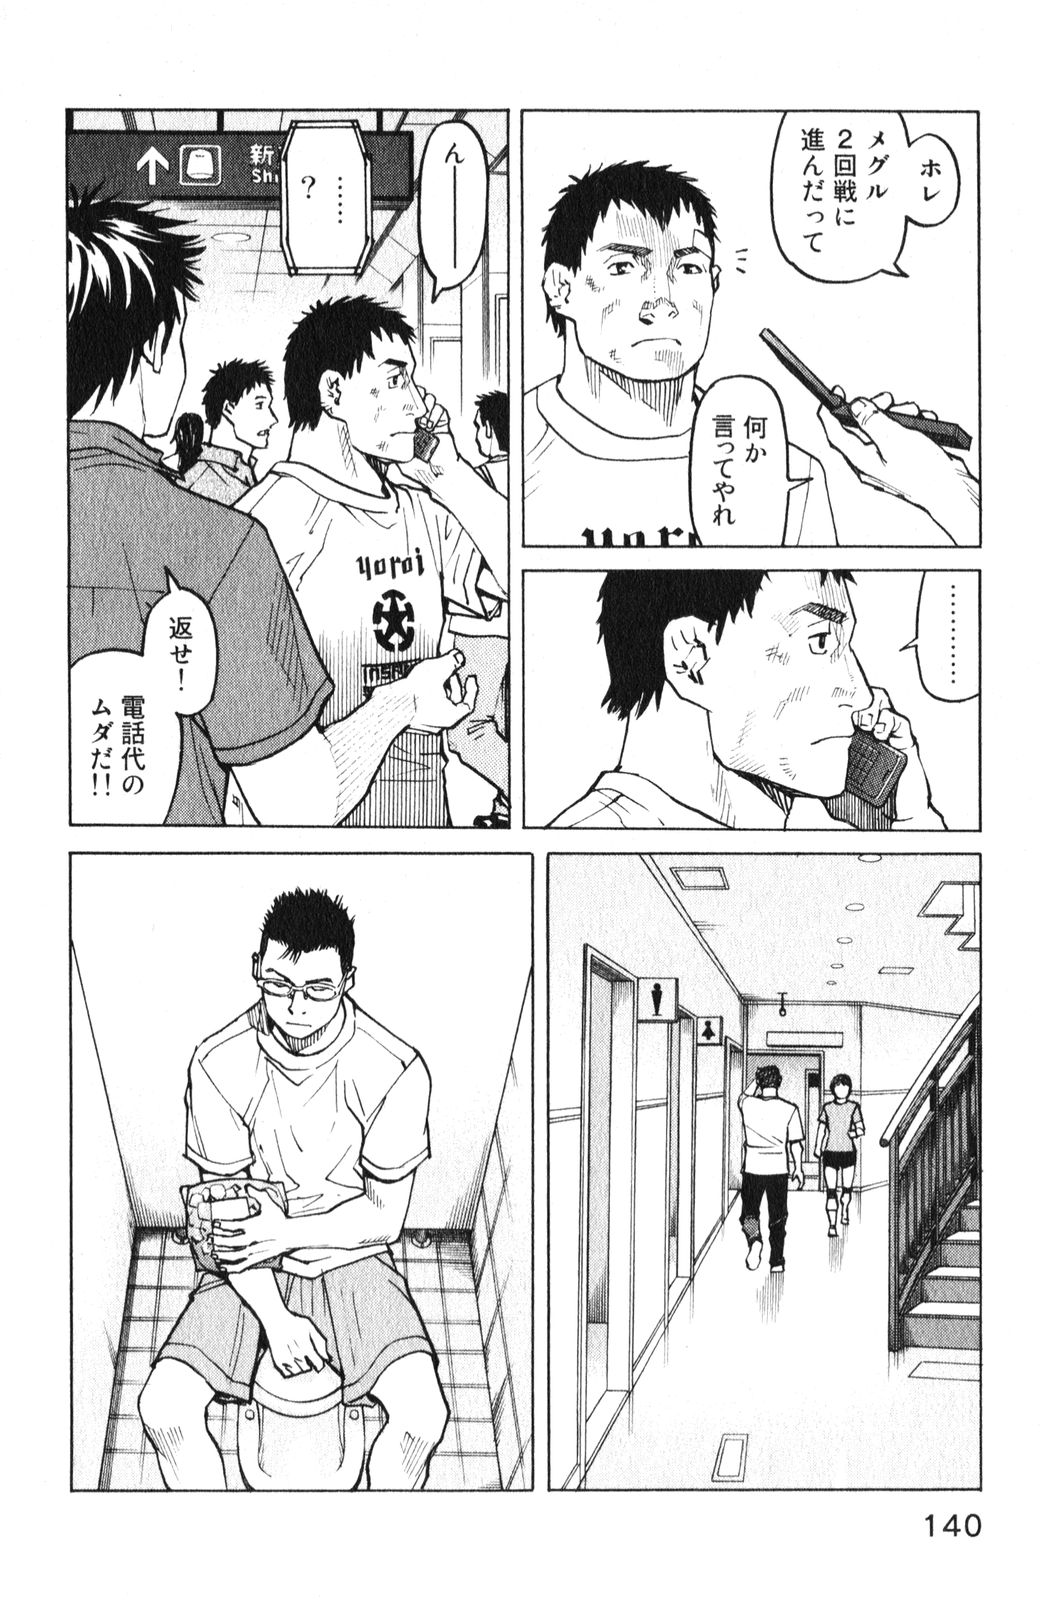 ホレ
メグル
2回戦に
進んだって
何か
言ってやれ
yoroi
…………
んーー
……
?
新
Shi
yoroi
返せ!
電話代の
ムダだ!!
140